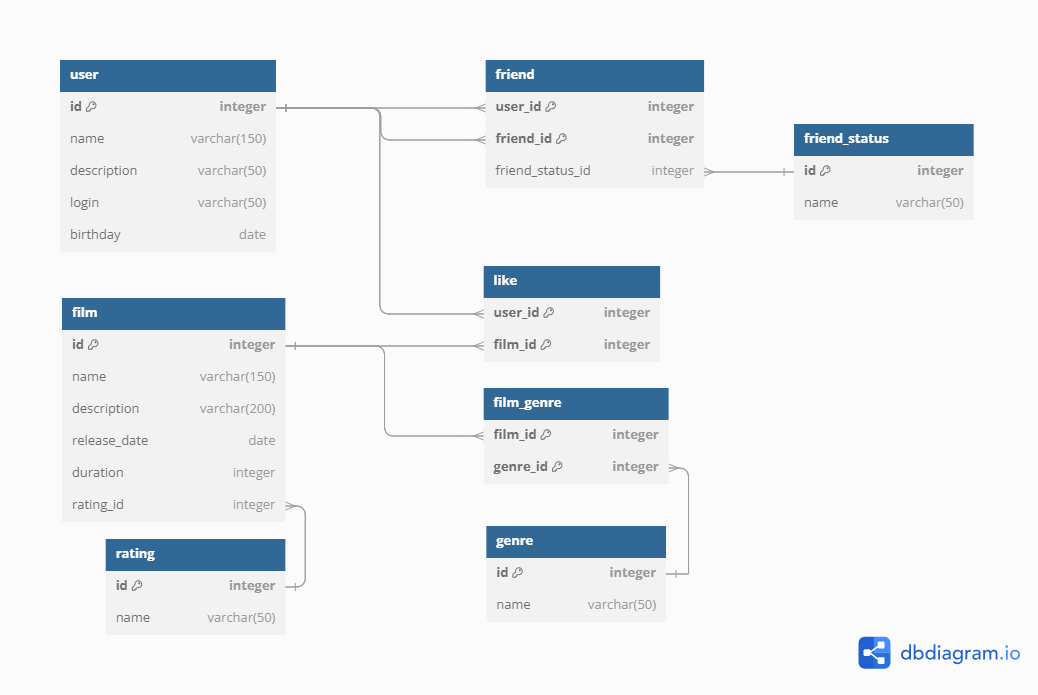 user
id integer
name varchar(150)
description varchar(50)
login varchar(50)
birthday date
friend
user_id integer
friend_id integer
friend_status_id integer
friend_status
id integer
name varchar(50)
like
user_id integer
film_id integer
film
id integer
name varchar(150)
description varchar(200)
release_date date
duration integer
rating_id integer
film_genre
film_id integer
genre_id integer
rating
id integer
name varchar(50)
genre
id integer
name varchar(50)
dbdiagram.io